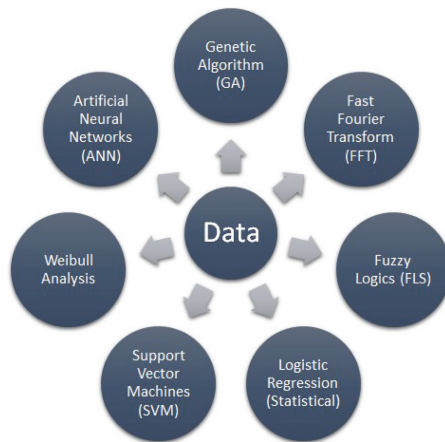 Genetic
Algorithm
(GA)
Fast
Fourier
Transform
(FFT)
Fuzzy
Logics (FLS)
Logistic
Regression
(Statistical)
Support
Vector
Machines
(SVM)
Weibull
Analysis
Artificial
Neural
Networks
(ANN)
Data